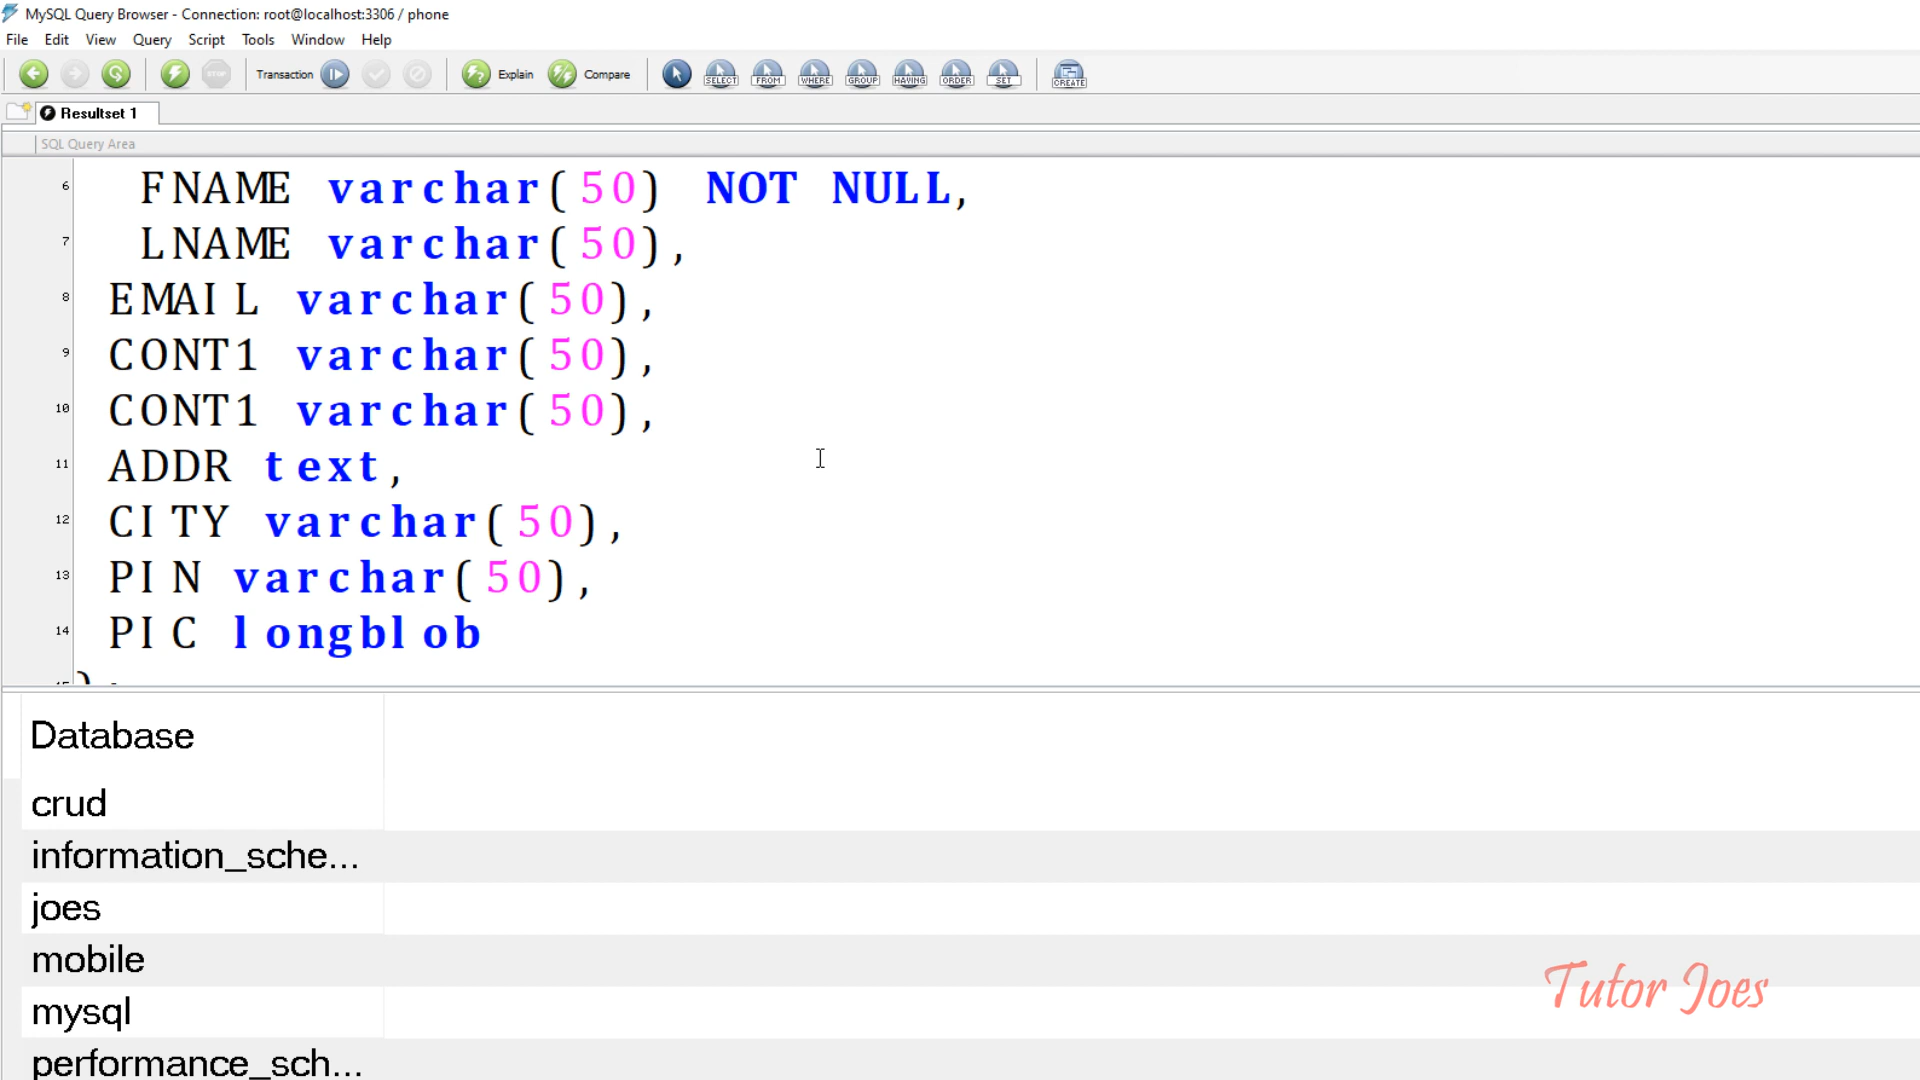 MySQL Query Browser - Connection: root@localhost:3306 / phone
File Edit View Query Script Tools Window Help
STOP Transaction Explain Compare SELECT FROM WHERE GROUP HAVING ORDER SET CREATE
Resultset 1
SQL Query Area
6 FNAME varchar(50) NOT NULL,
7 LNAME varchar(50),
8 EMAIL varchar(50),
9 CONT1 varchar(50),
10 CONT1 varchar(50),
11 ADDR text,
12 CITY varchar(50),
13 PIN varchar(50),
14 PIC longblob
Database
crud
information_sche...
joes
mobile
mysql
performance_sch...
Tutor Joes